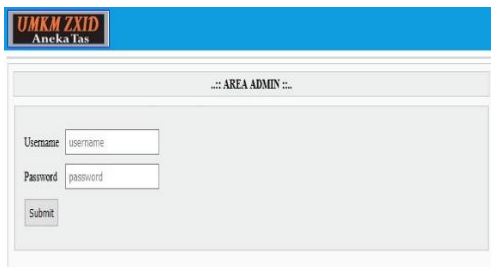 UMKM ZXID
Aneka Tas
..:: AREA ADMIN ::..
Username username
Password password
Submit